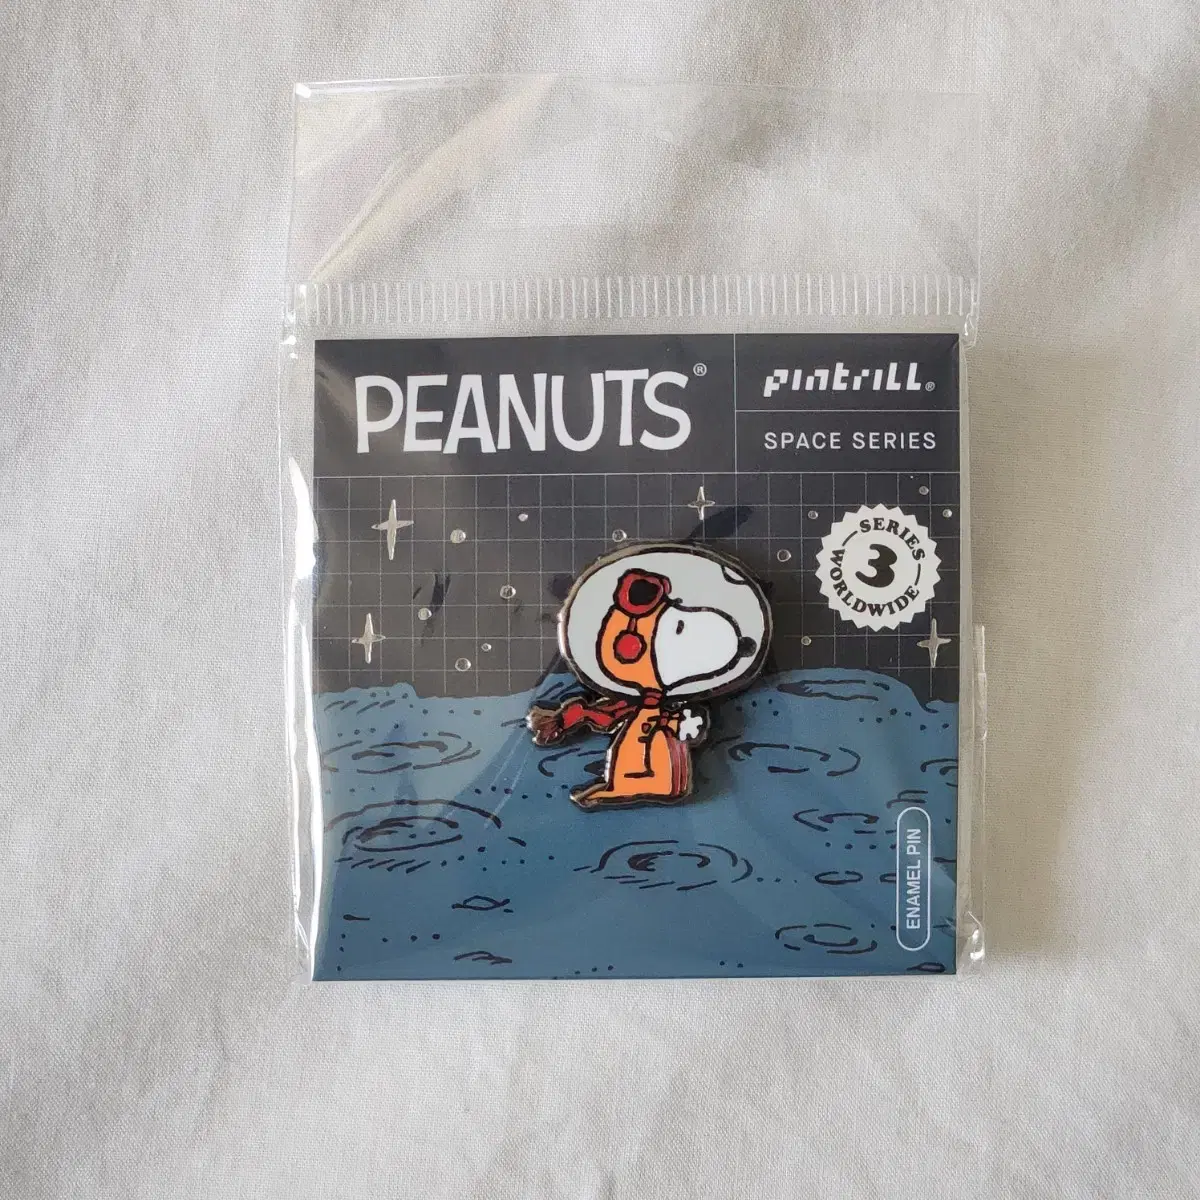 PEANUTS®
pintrill®
SPACE SERIES
SERIES
3
WORLDWIDE
ENAMEL PIN